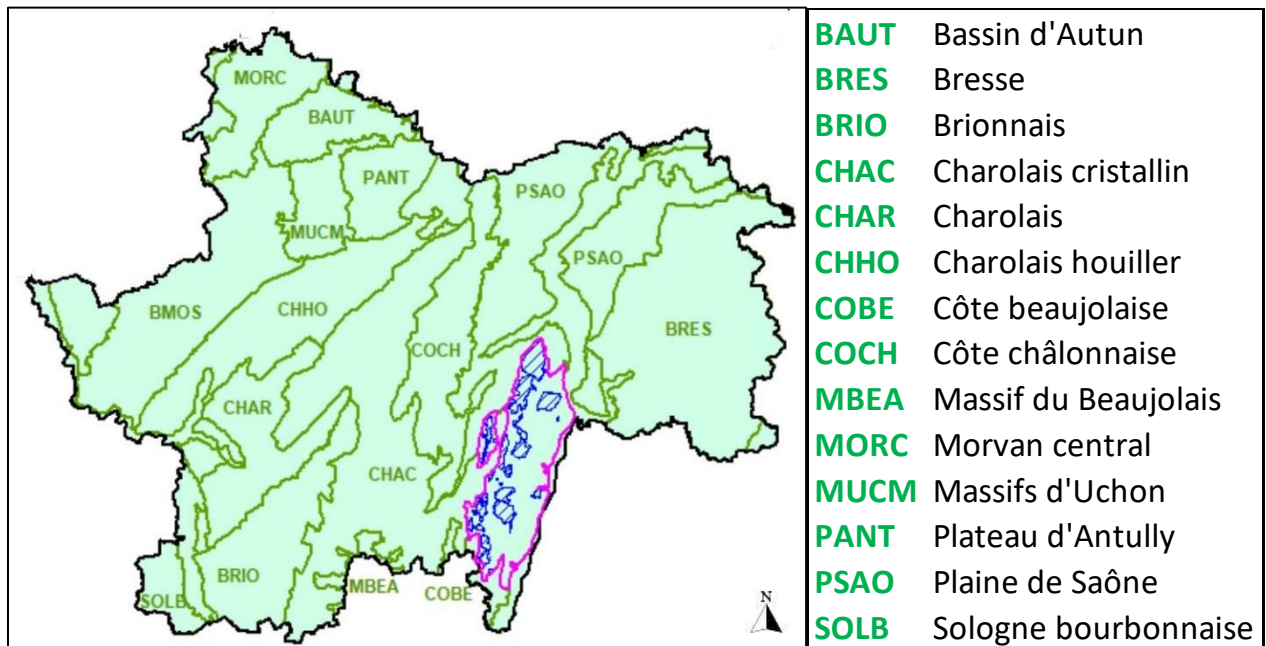 MORC
BAUT
PANT
PSAO
MUCM
PSAO
BMOS
CHHO
BRES
COCH
CHAR
CHAC
BRIO
MBEA
COBE
SOLB
N
BAUT Bassin d'Autun
BRES Bresse
BRIO Brionnais
CHAC Charolais cristallin
CHAR Charolais
CHHO Charolais houiller
COBE Côte beaujolaise
COCH Côte châlonnaise
MBEA Massif du Beaujolais
MORC Morvan central
MUCM Massifs d'Uchon
PANT Plateau d'Antully
PSAO Plaine de Saône
SOLB Sologne bourbonnaise